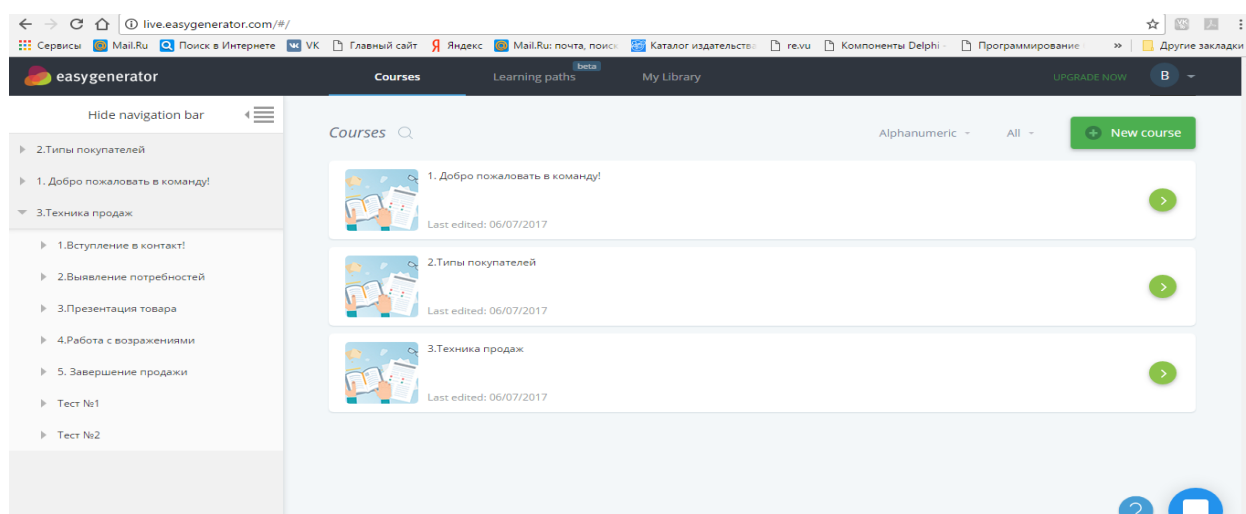 live.easygenerator.com/#/
Сервисы Mail.Ru Поиск в Интернете VK Главный сайт Яндекс Mail.Ru: почта, поиск Каталог издательства re.vu Компоненты Delphi - Программирование » Другие закладки
easygenerator Courses Learning paths beta My Library UPGRADE NOW B
Hide navigation bar
2.Типы покупателей
1. Добро пожаловать в команду!
3.Техника продаж
1.Вступление в контакт!
2.Выявление потребностей
3.Презентация товара
4.Работа с возражениями
5. Завершение продажи
Тест №1
Тест №2
Courses Alphanumeric All New course
1. Добро пожаловать в команду!
Last edited: 06/07/2017
2.Типы покупателей
Last edited: 06/07/2017
3.Техника продаж
Last edited: 06/07/2017
?